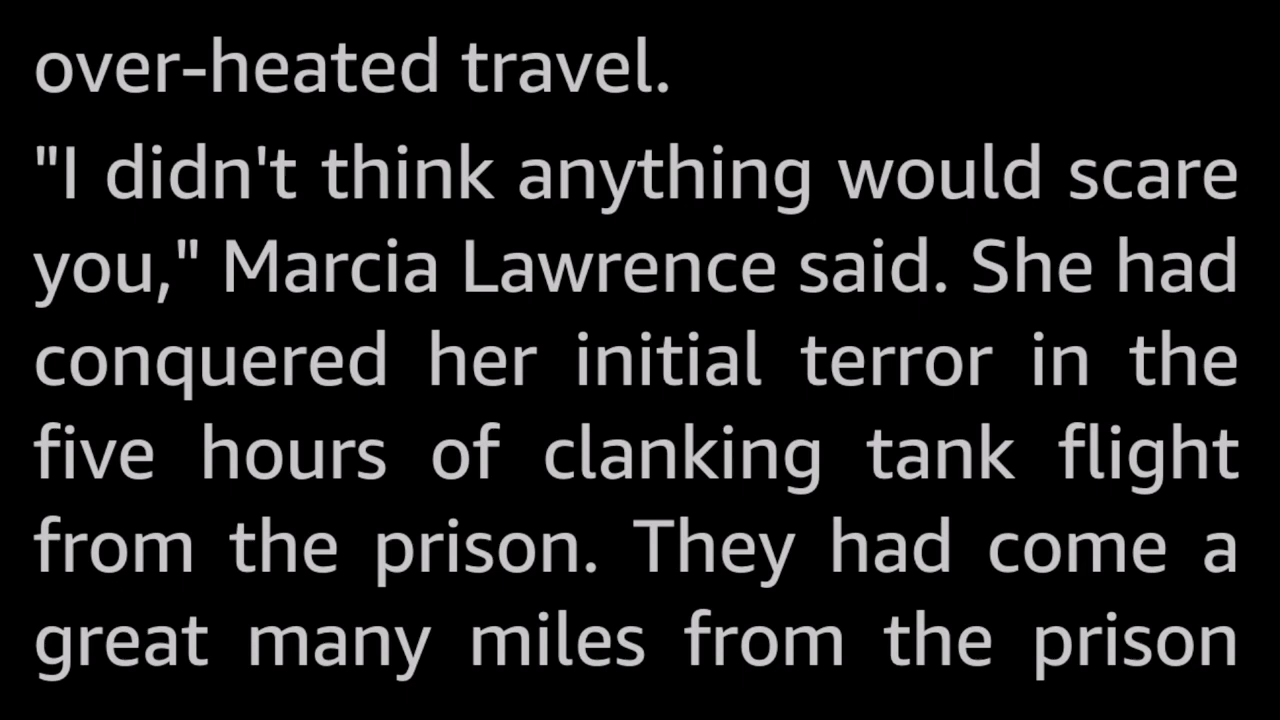 over-heated travel.
"I didn't think anything would scare
you," Marcia Lawrence said. She had
conquered her initial terror in the
five hours of clanking tank flight
from the prison. They had come a
great many miles from the prison